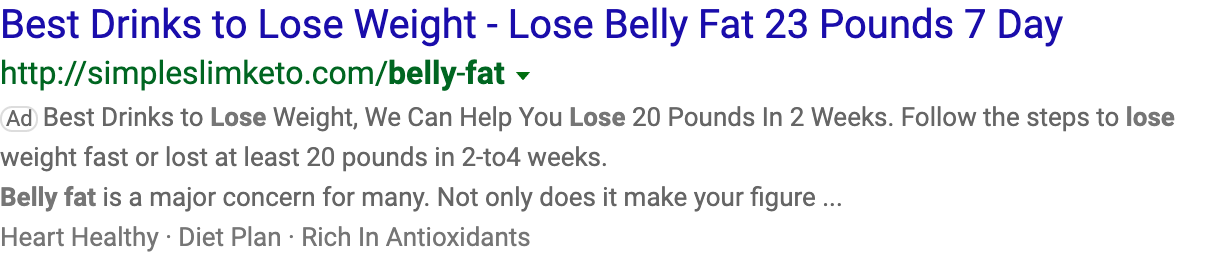 Best Drinks to Lose Weight - Lose Belly Fat 23 Pounds 7 Day
http://simpleslimketo.com/belly-fat
Ad Best Drinks to Lose Weight, We Can Help You Lose 20 Pounds In 2 Weeks. Follow the steps to lose
weight fast or lost at least 20 pounds in 2-to4 weeks.
Belly fat is a major concern for many. Not only does it make your figure ...
Heart Healthy · Diet Plan · Rich In Antioxidants